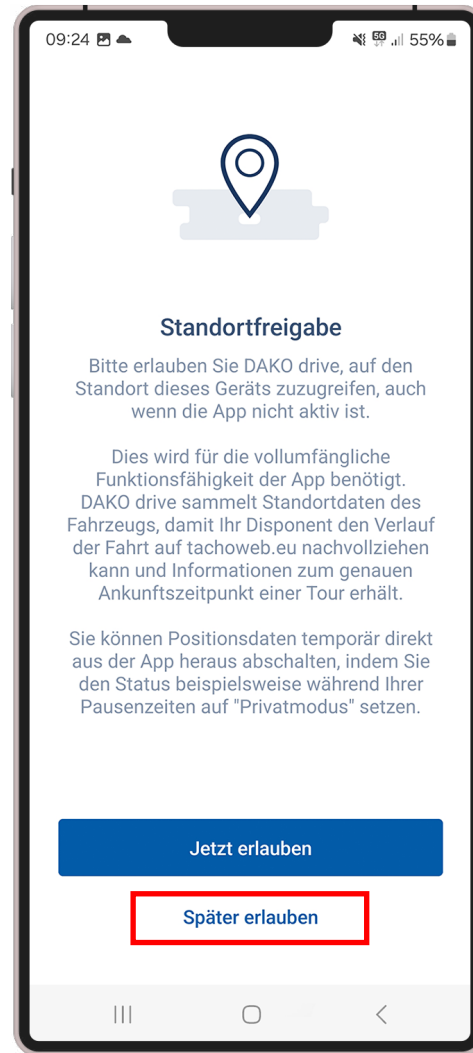 09:24 5G 55%
Standortfreigabe
Bitte erlauben Sie DAKO drive, auf den
Standort dieses Geräts zuzugreifen, auch
wenn die App nicht aktiv ist.
Dies wird für die vollumfängliche
Funktionsfähigkeit der App benötigt.
DAKO drive sammelt Standortdaten des
Fahrzeugs, damit Ihr Disponent den Verlauf
der Fahrt auf tachoweb.eu nachvollziehen
kann und Informationen zum genauen
Ankunftszeitpunkt einer Tour erhält.
Sie können Positionsdaten temporär direkt
aus der App heraus abschalten, indem Sie
den Status beispielsweise während Ihrer
Pausenzeiten auf "Privatmodus" setzen.
Jetzt erlauben
Später erlauben